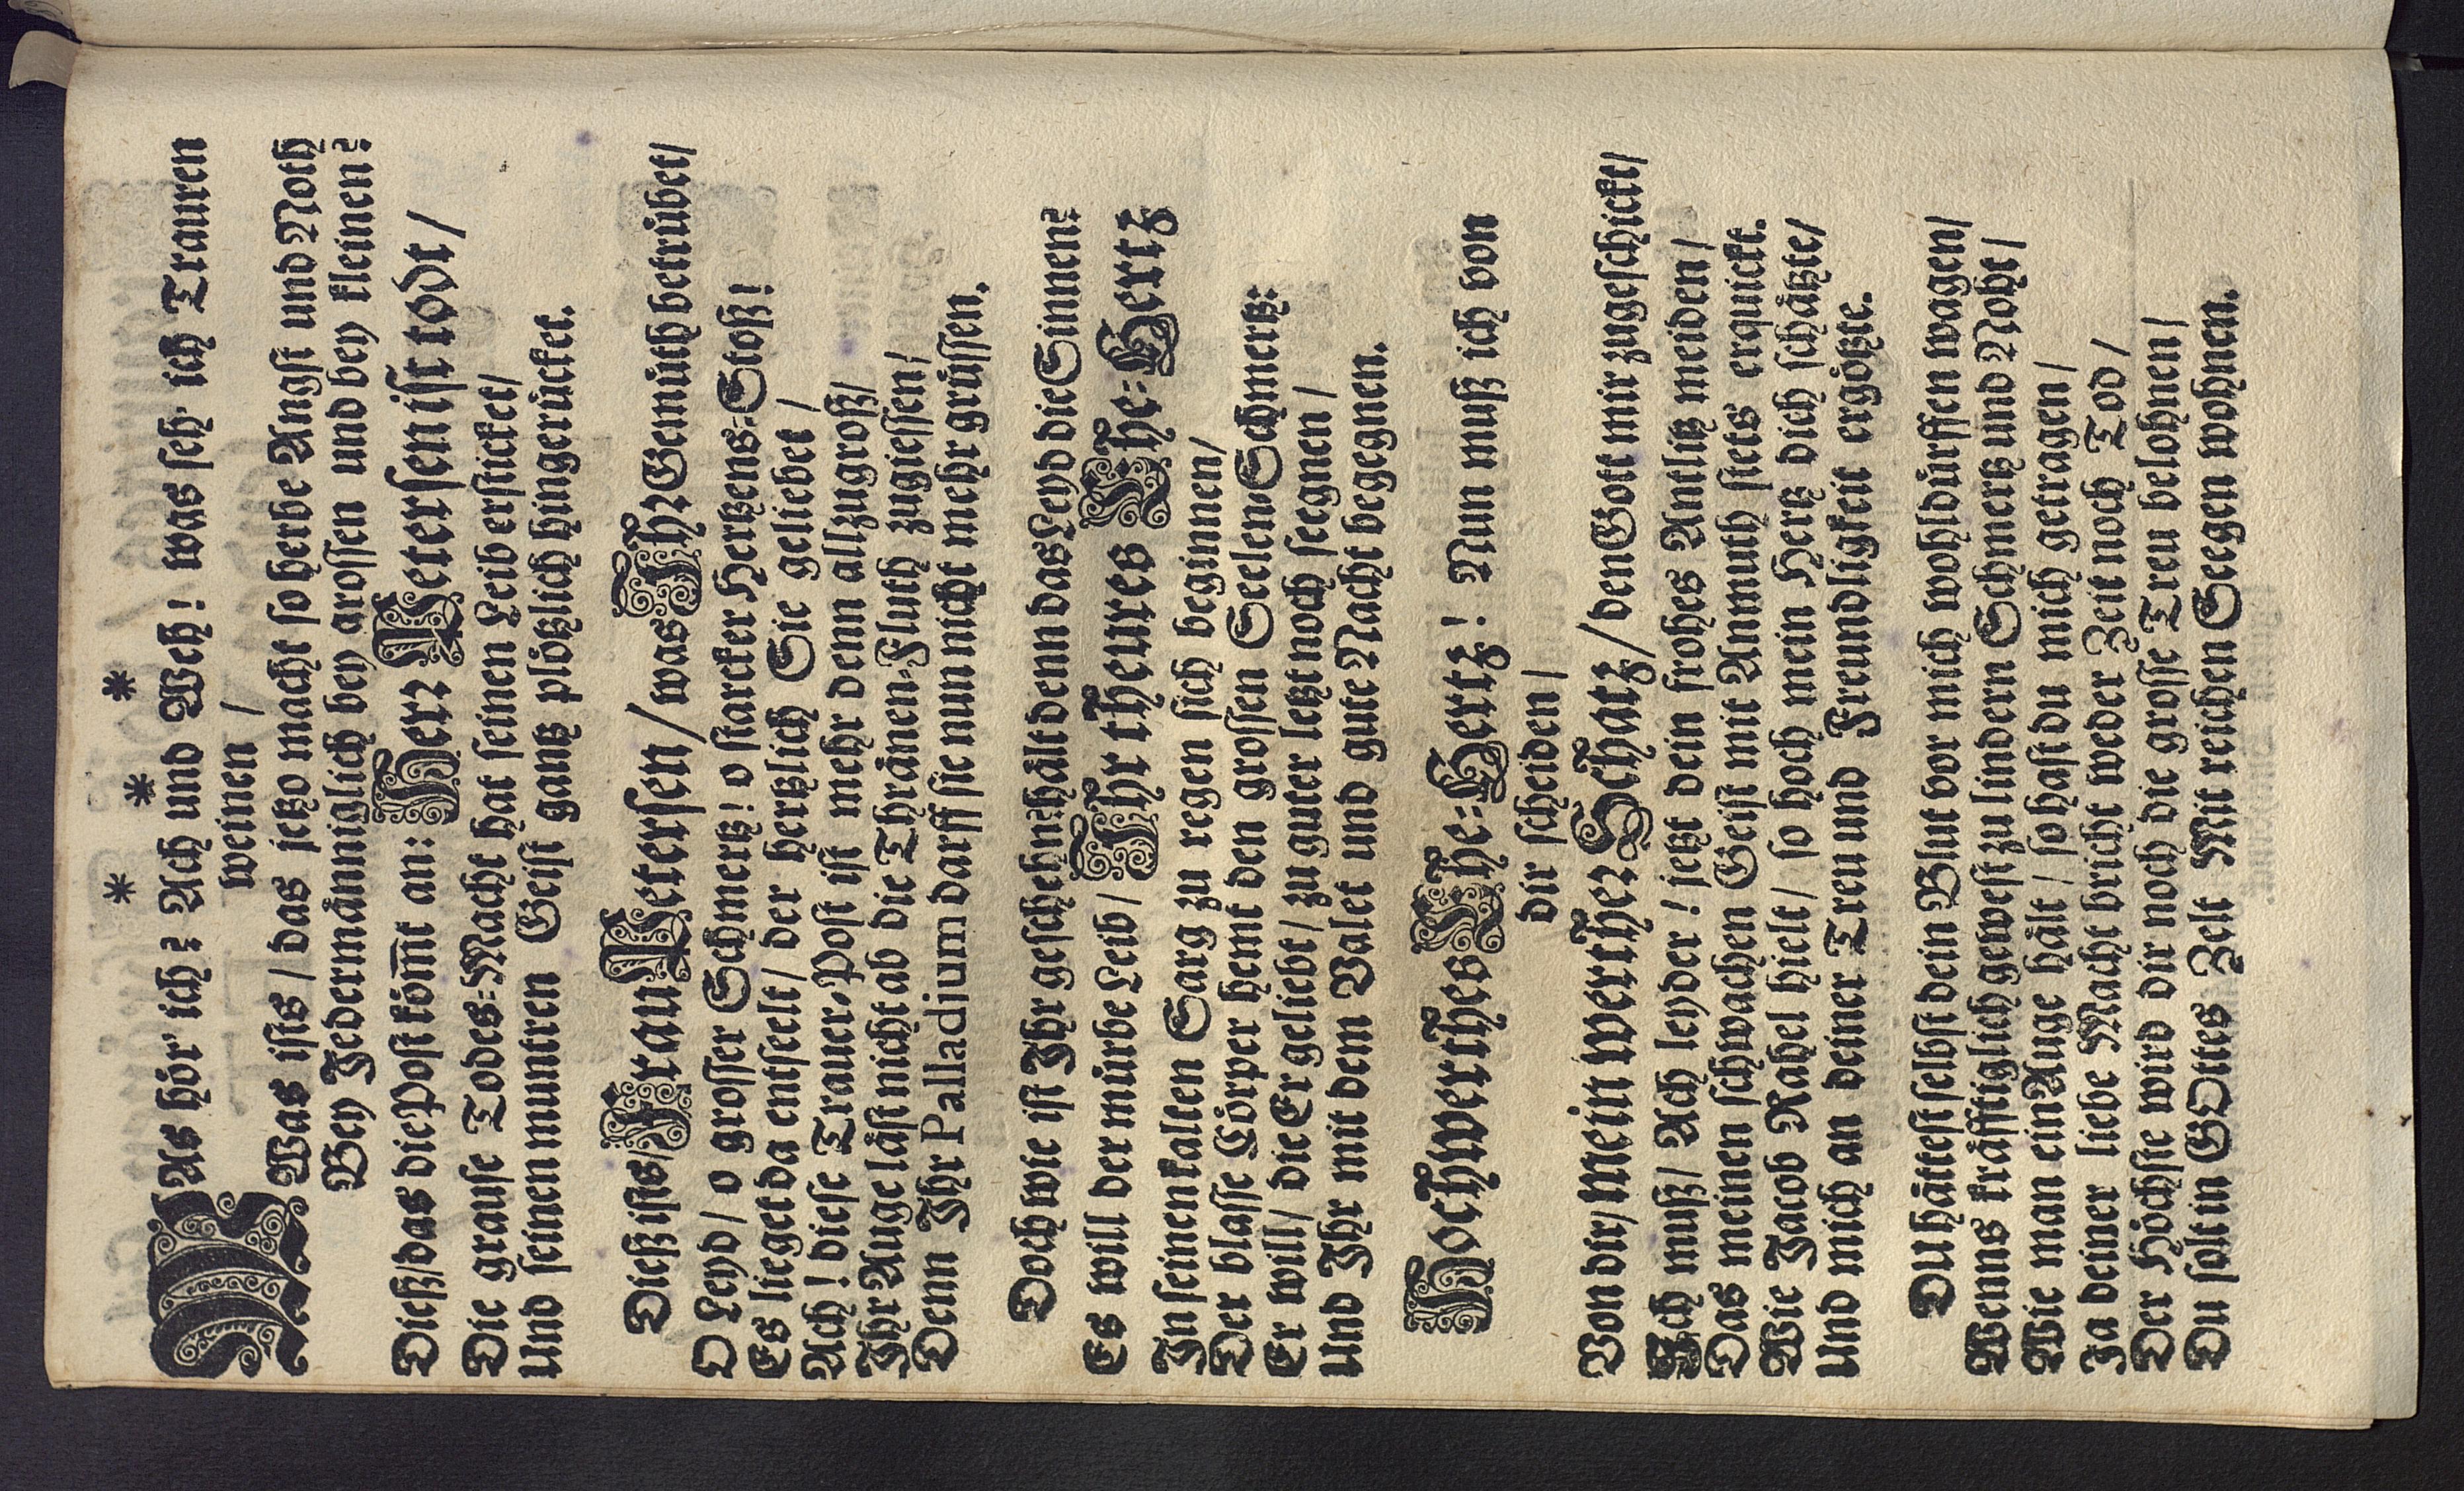 * * *
WAs hör' ich? Ach und Weh! was seh' ich Trauren
weinen /
Was ists / das jetzo macht so herbe Angst und Noth
Bey Jedermänniglich bey grossen und bey kleinen?
Dieß/das die Post köm̃t an: Herr Petersen ist todt /
Die grause Todes=Macht hat seinen Leib ersticket/
Und seinen muntren Geist gantz plötzlich hingerücket.
Dieß ists/Frau Petersen / was Ihr Gemüth betrübet/
O Leyd / o grosser Schmertz! o starcker Hertzens=Stoß!
Es lieget da entseelt / der hertzlich Sie geliebet /
Ach! diese Trauer=Post ist mehr denn allzugroß/
Ihr Auge läst nicht ab die Thränen=Fluth zugiessen/
Denn Ihr Palladium darff sie nun nicht mehr grüssen.
Doch wie ist Ihr geschehn? hält denn das Leyd die Sinnen?
Es will der mürbe Leib / Ihr theures Ehe=Hertz
In seinen kalten Sarg zu regen sich beginnen/
Der blasse Cörper hemt den grossen Seelen=Schmertz:
Er will/ die Er geliebt / zu guter letzt noch seegnen /
Und Ihr mit dem Valet und gute Nacht begegnen.
Hochwerthes Ehe=Hertz! Nun muß ich von
dir scheiden /
Von dir/ mein werther Schatz / den Gott mir zugeschickt/
Ich muß/ Ach leyder! jetzt dein frohes Antlitz meiden /
Das meinen schwachen Geist mit Anmuth stets erquickt.
Wie Jacob Rahel hielt / so hoch mein Hertz dich schätzte/
Und mich an deiner Treu und Freundligkeit ergötzte.
Du hättest selbst dein Blut vor mich wohl dürffen wagen/
Wenns kräfftiglich gewest zu lindern Schmertz und Noht /
Wie man ein Auge hält / so hast du mich getragen /
Ja deiner liebe Macht bricht weder Zeit noch Tod /
Der Höchste wird dir noch die grosse Treu belohnen /
Du solt in GOttes Zelt Mit reichen Seegen wohnen.